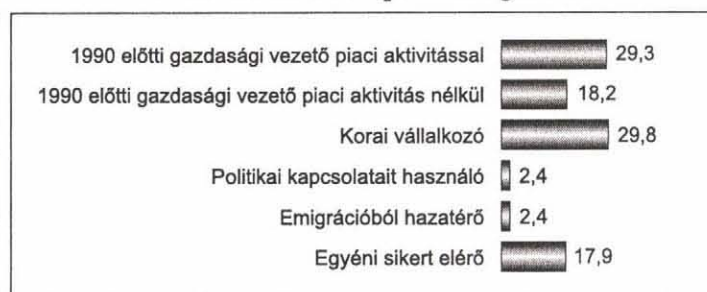 1990 előtti gazdasági vezető piaci aktivitással 29,3
1990 előtti gazdasági vezető piaci aktivitás nélkül 18,2
Korai vállalkozó 29,8
Politikai kapcsolatait használó 2,4
Emigrációból hazatérő 2,4
Egyéni sikert elérő 17,9